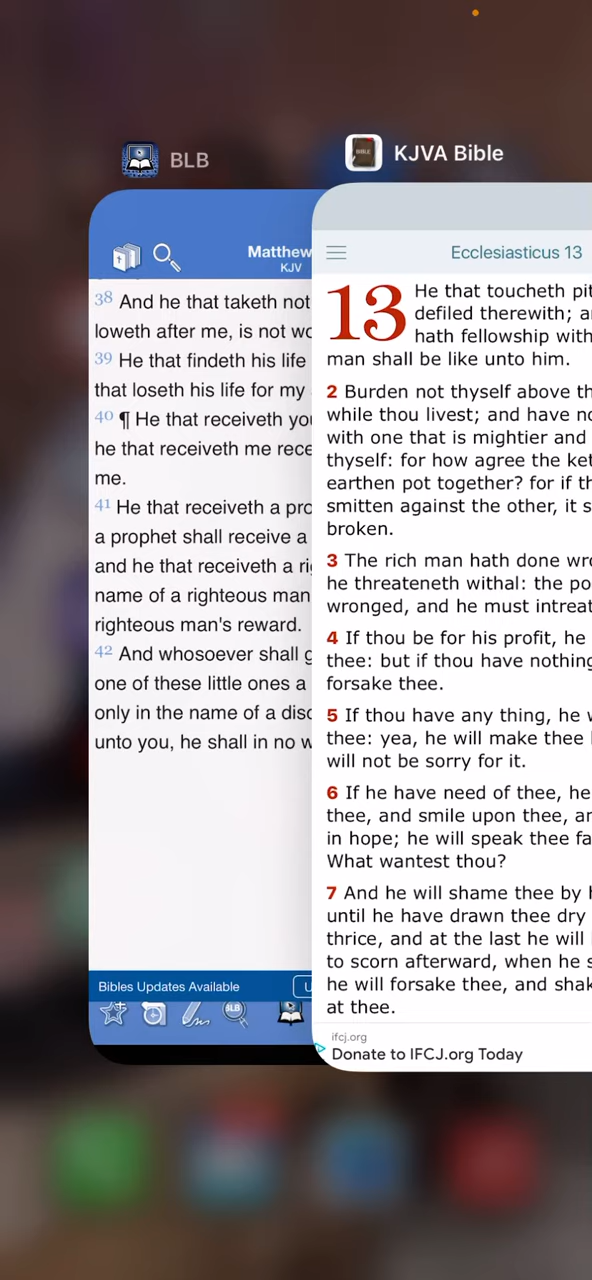 BLB
KJVA Bible
Matthew
KJV
38 And he that taketh not
loweth after me, is not wo
39 He that findeth his life
that loseth his life for my
40 ¶ He that receiveth you
he that receiveth me rece
me.
41 He that receiveth a pro
a prophet shall receive a
and he that receiveth a ri
name of a righteous man
righteous man's reward.
42 And whosoever shall g
one of these little ones a
only in the name of a disc
unto you, he shall in no w
Bibles Updates Available
U
BLB
BIBLE
Ecclesiasticus 13
13 He that toucheth pit
defiled therewith; a
hath fellowship with
man shall be like unto him.
2 Burden not thyself above th
while thou livest; and have no
with one that is mightier and
thyself: for how agree the ket
earthen pot together? for if th
smitten against the other, it s
broken.
3 The rich man hath done wro
he threateneth withal: the po
wronged, and he must intreat
4 If thou be for his profit, he
thee: but if thou have nothing
forsake thee.
5 If thou have any thing, he w
thee: yea, he will make thee
will not be sorry for it.
6 If he have need of thee, he
thee, and smile upon thee, an
in hope; he will speak thee fa
What wantest thou?
7 And he will shame thee by h
until he have drawn thee dry
thrice, and at the last he will
to scorn afterward, when he s
he will forsake thee, and shak
at thee.
ifcj.org
Donate to IFCJ.org Today